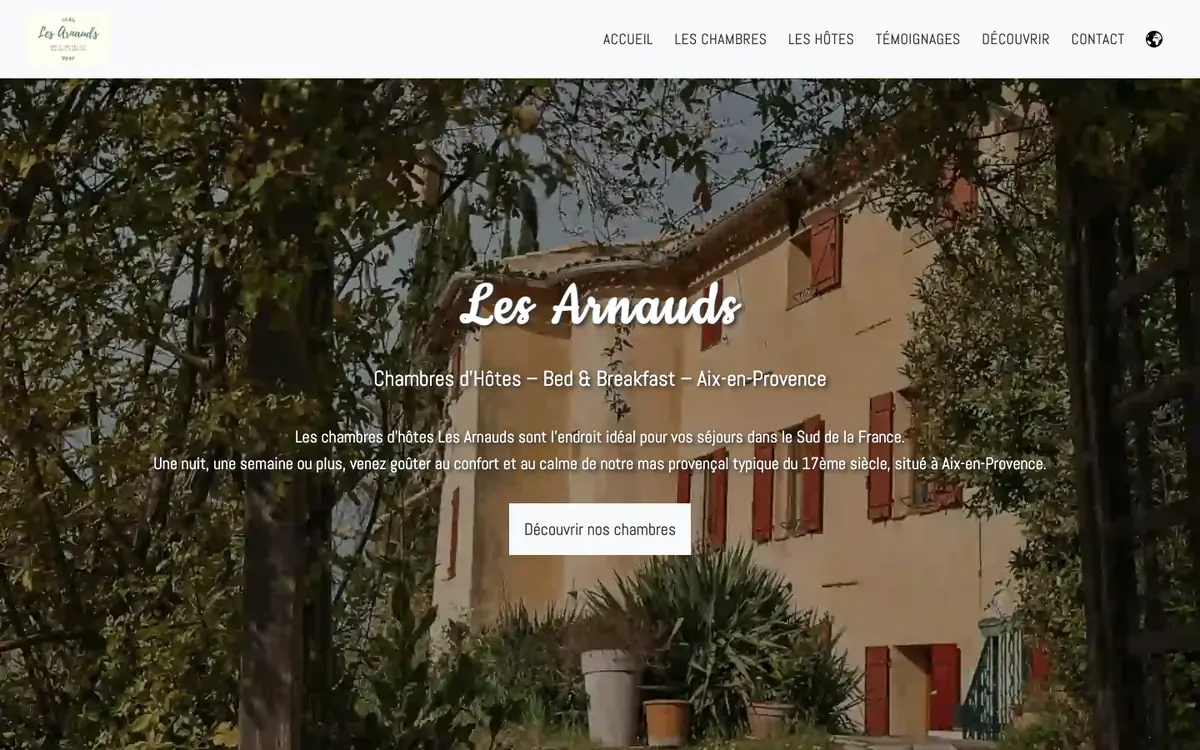 Les Arnauds
ACCUEIL
LES CHAMBRES
LES HÔTES
TÉMOIGNAGES
DÉCOUVRIR
CONTACT
Les Arnauds
Chambres d'Hôtes – Bed & Breakfast – Aix-en-Provence
Les chambres d'hôtes Les Arnauds sont l'endroit idéal pour vos séjours dans le Sud de la France.
Une nuit, une semaine ou plus, venez goûter au confort et au calme de notre mas provençal typique du 17ème siècle, situé à Aix-en-Provence.
Découvrir nos chambres